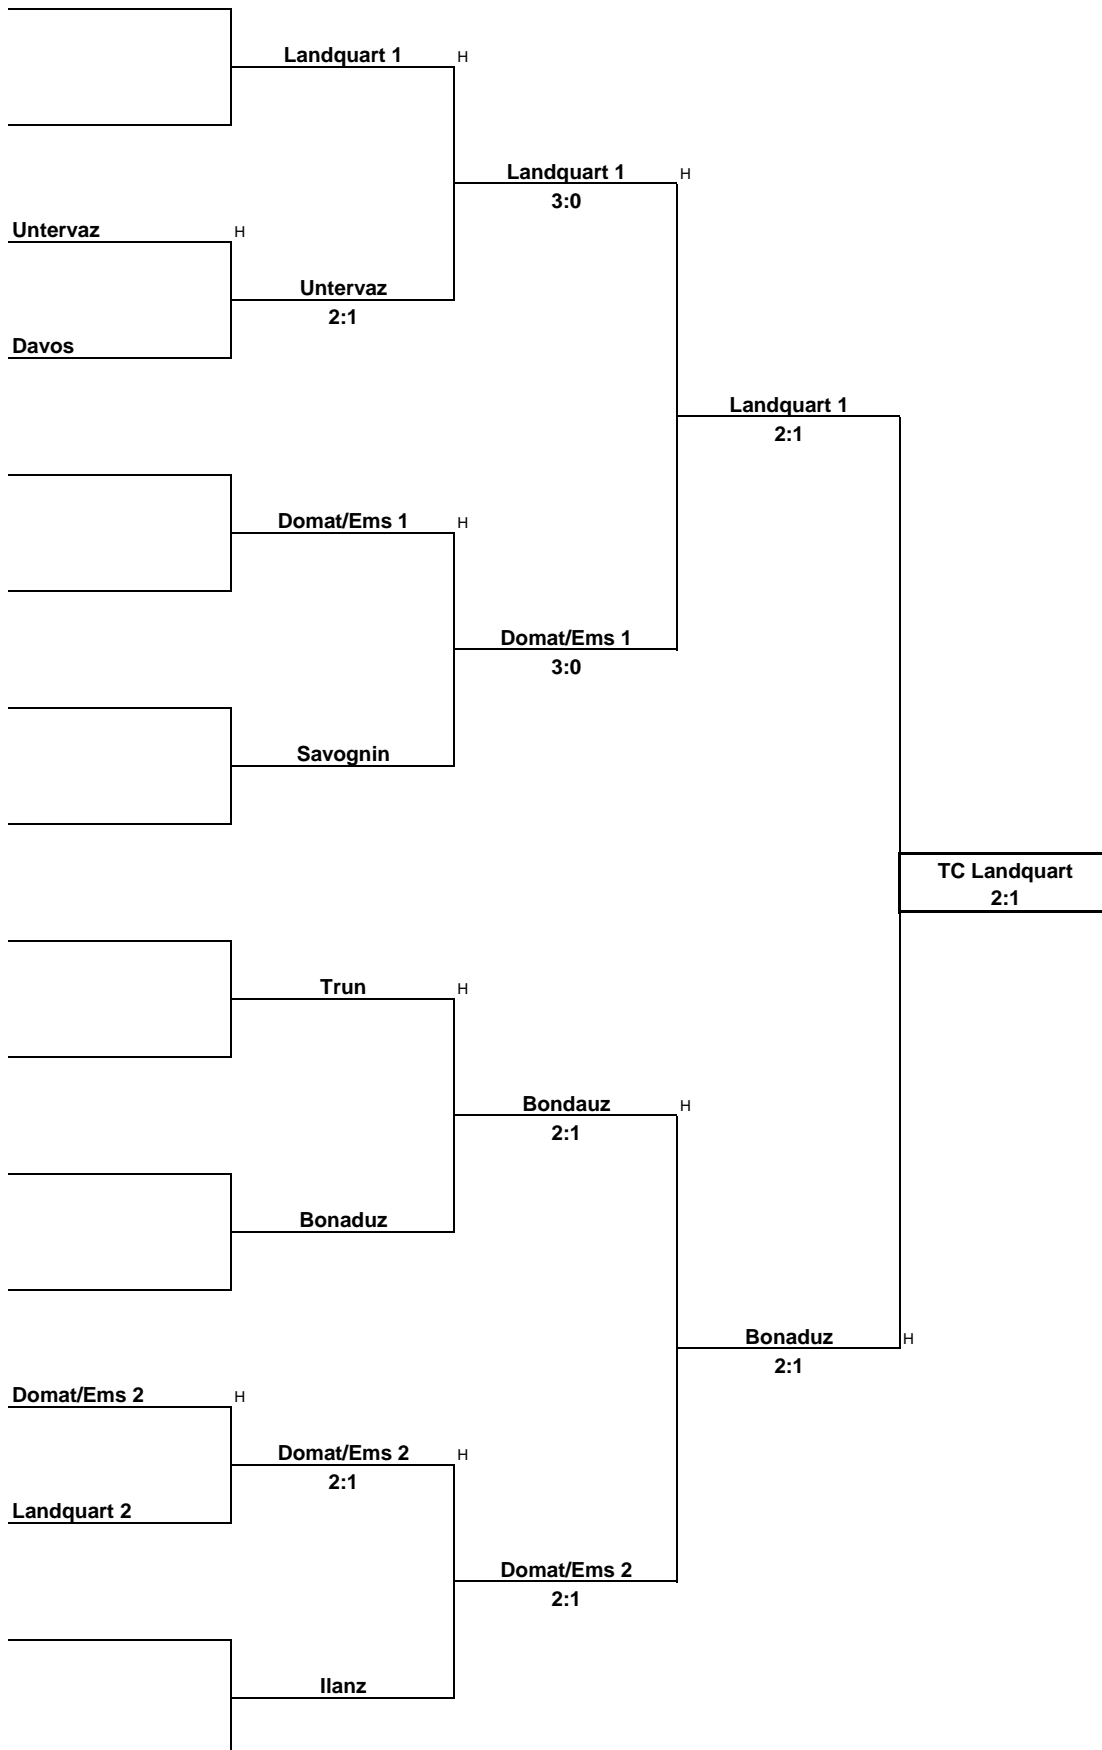 Landquart 1 H
Landquart 1 H
3:0
Untervaz H
Untervaz
2:1
Davos
Landquart 1
2:1
Domat/Ems 1 H
Domat/Ems 1
3:0
Savognin
TC Landquart
2:1
Trun H
Bondauz H
2:1
Bonaduz
Bonaduz H
2:1
Domat/Ems 2 H
Domat/Ems 2 H
2:1
Landquart 2
Domat/Ems 2
2:1
Ilanz